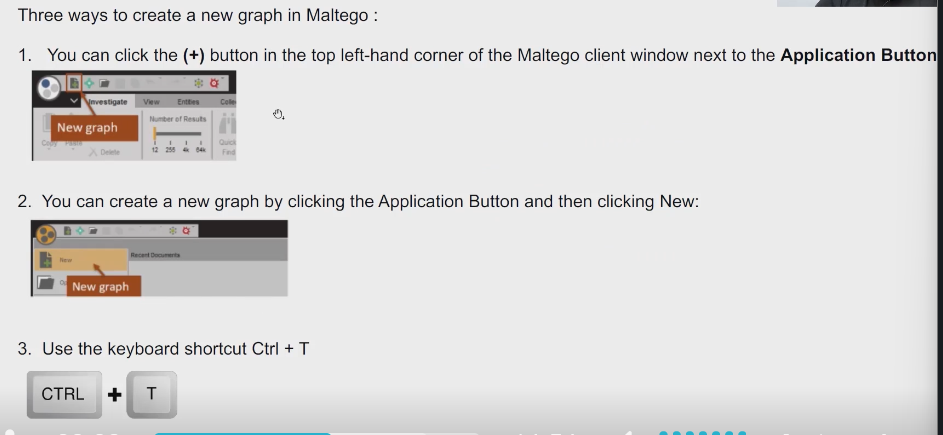 Three ways to create a new graph in Maltego :
1. You can click the (+) button in the top left-hand corner of the Maltego client window next to the Application Button
Investigate View Entities
Number of Results
New graph
Copy Paste
Delete
12 255 4k 54k
Quick
Find
2. You can create a new graph by clicking the Application Button and then clicking New:
New
Recent Documents
New graph
3. Use the keyboard shortcut Ctrl + T
CTRL + T